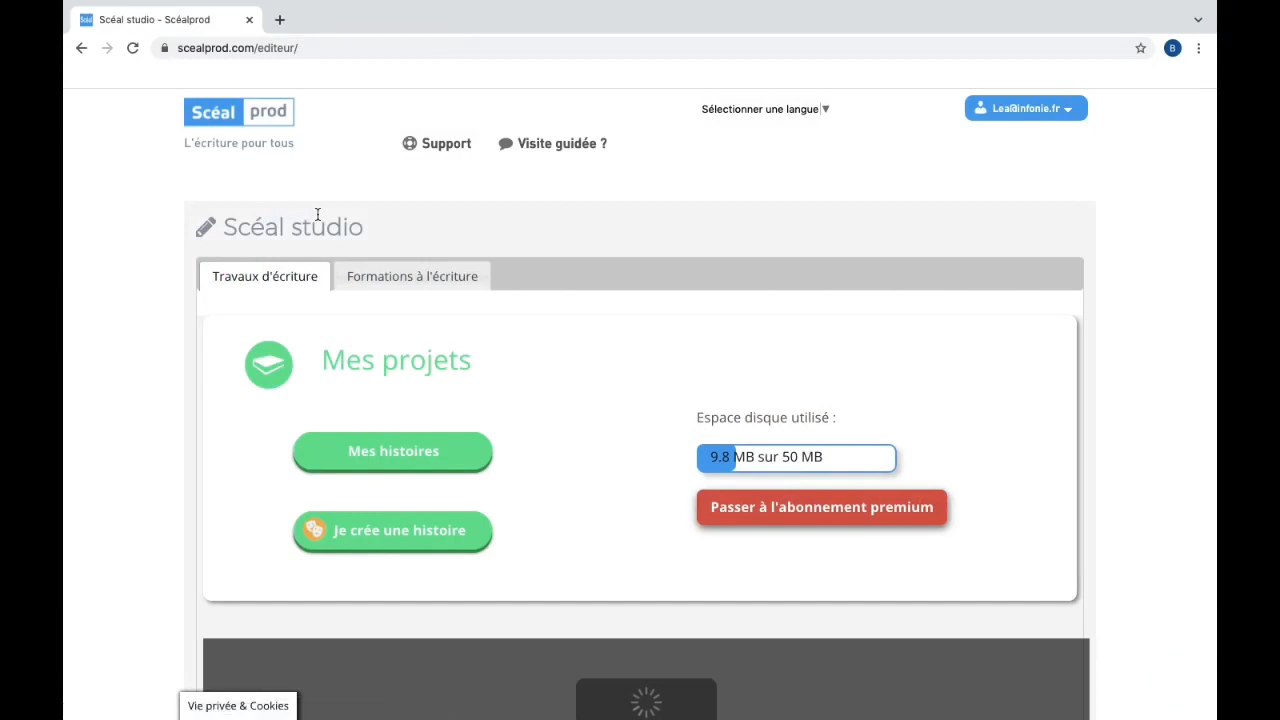 Scéal studio - Scéalprod
scealprod.com/editeur/
B
Scéal prod
L'écriture pour tous
Sélectionner une langue ▼
Lea@infonie.fr
Support
Visite guidée ?
Scéal studio
Travaux d'écriture
Formations à l'écriture
Mes projets
Espace disque utilisé :
Mes histoires
9.8 MB sur 50 MB
Passer à l'abonnement premium
Je crée une histoire
Vie privée & Cookies